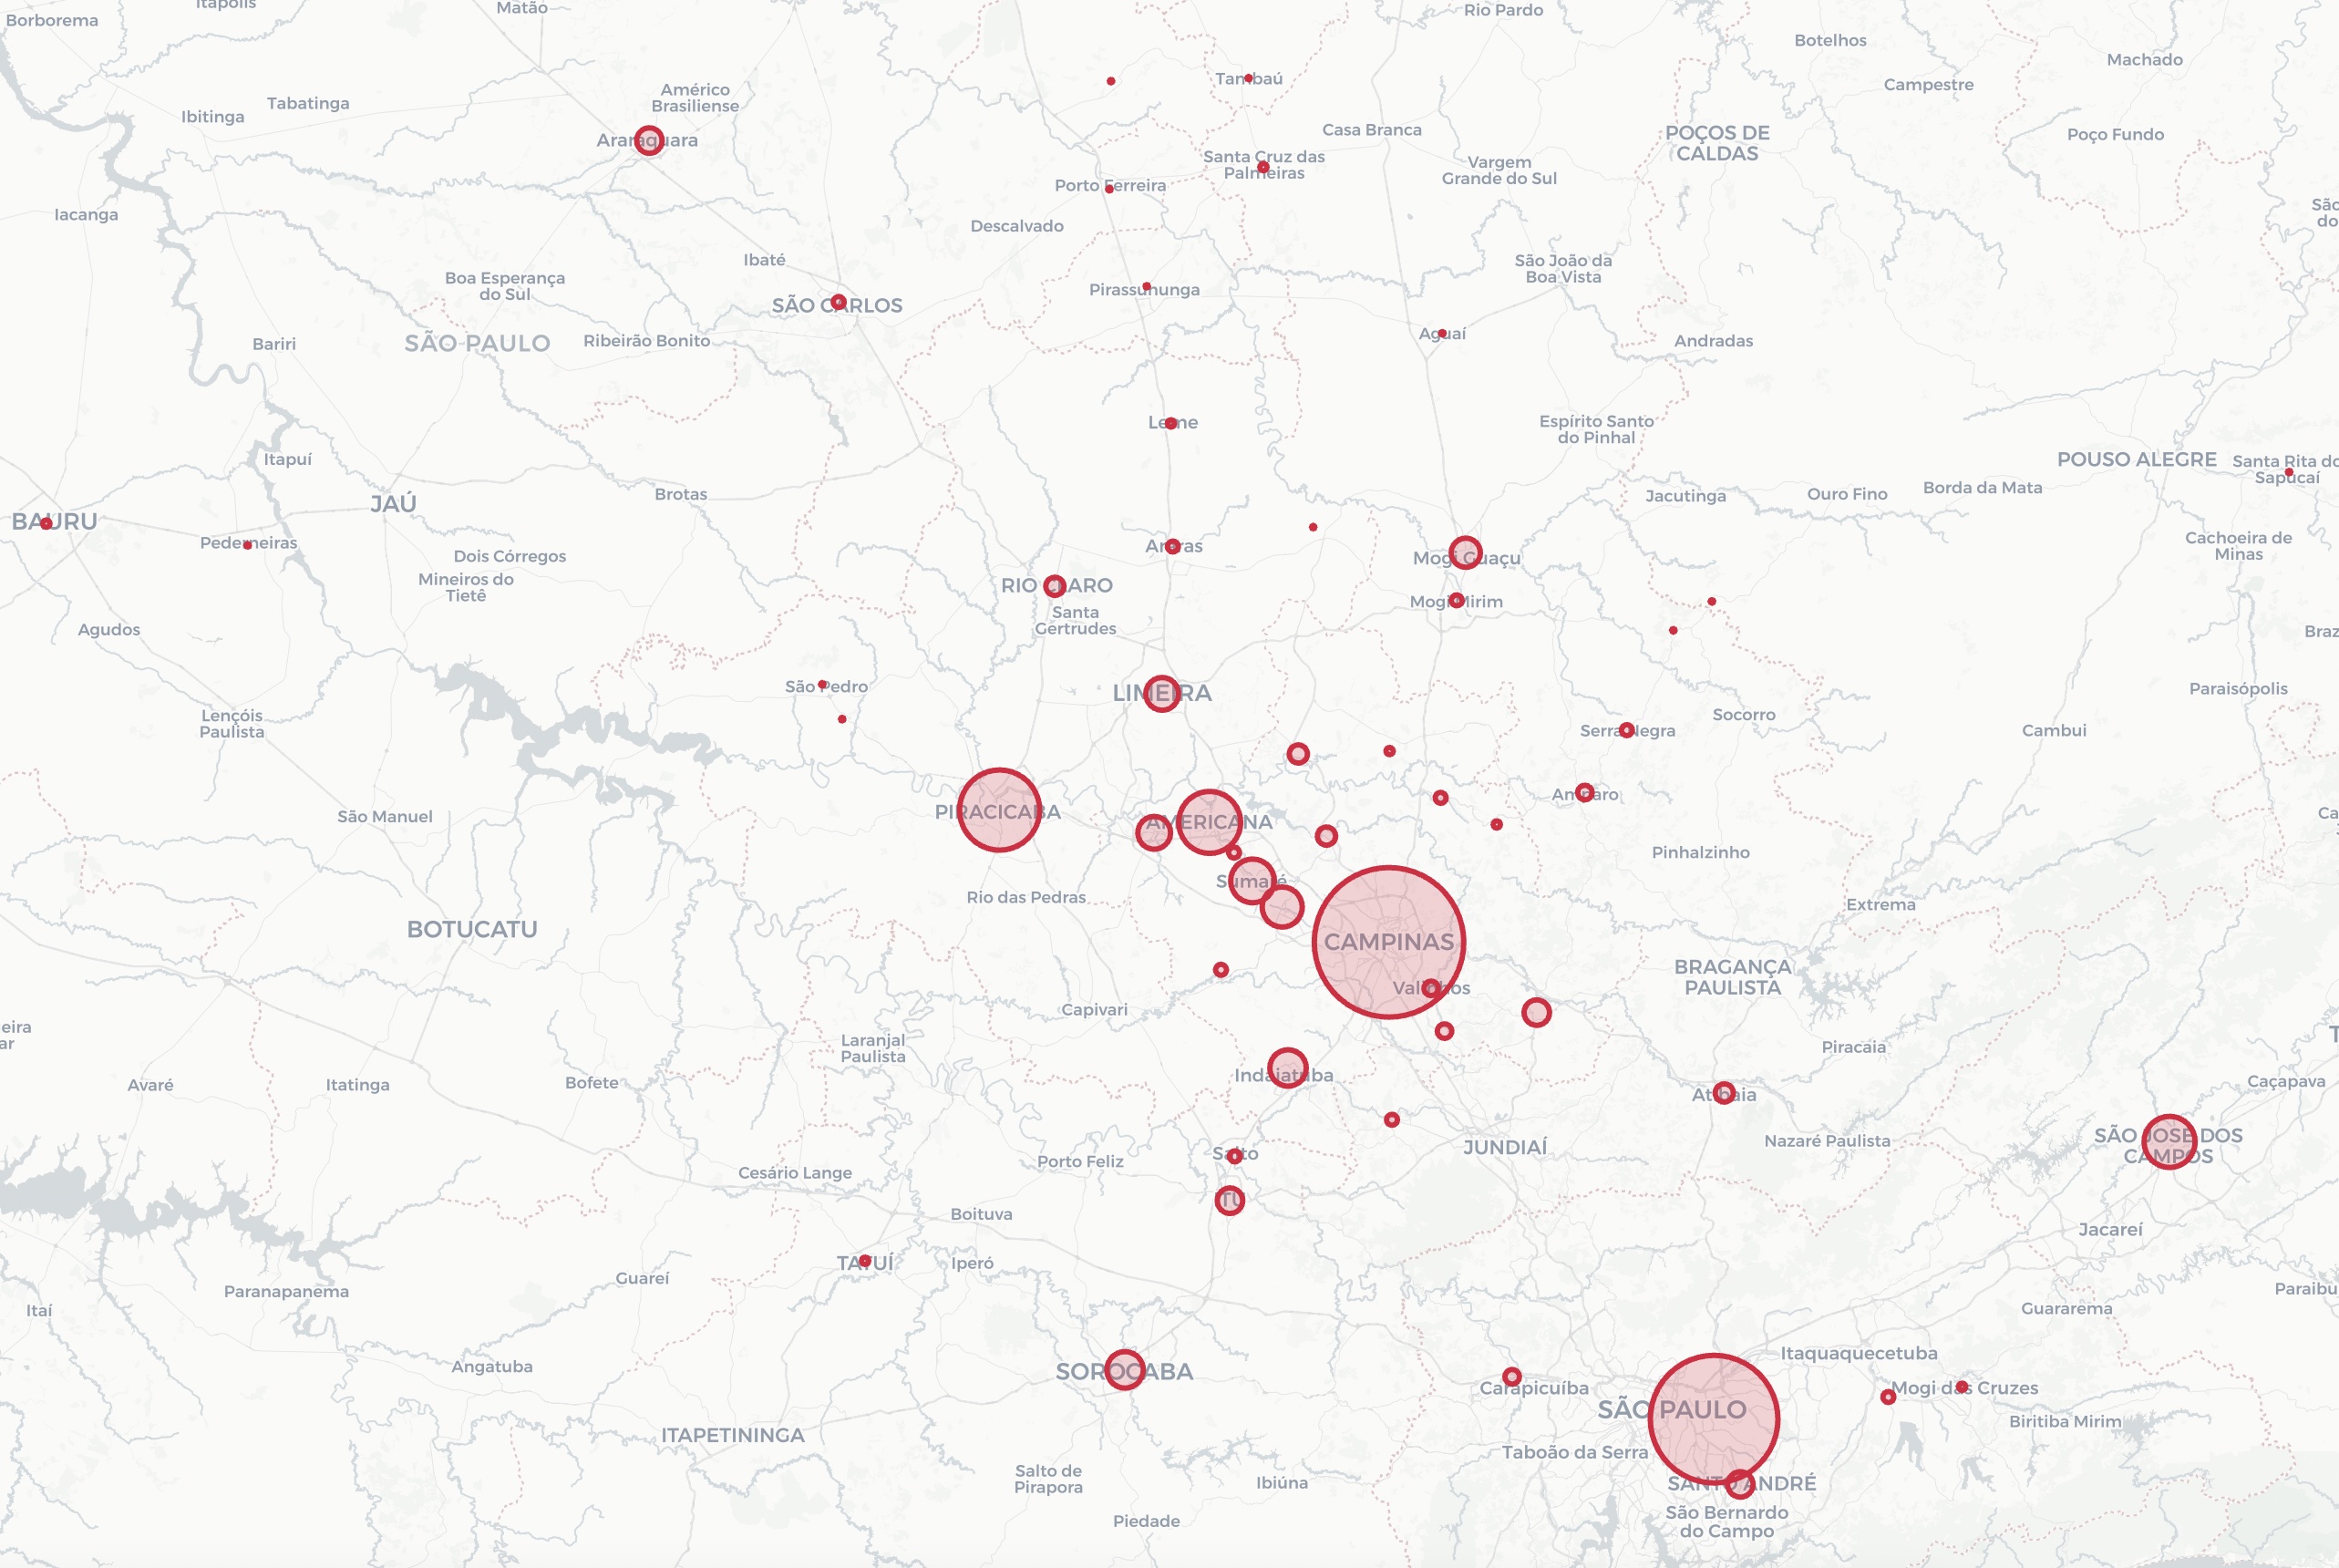 Itápolis
Matão
Borborema
Rio Pardo
Botelhos
Machado
Américo
Brasiliense
Tambaú
Campestre
Tabatinga
Ibitinga
Araraquara
Casa Branca
POÇOS DE
CALDAS
Poço Fundo
Santa Cruz das
Palmeiras
Vargem
Grande do Sul
Porto Ferreira
Iacanga
Descalvado
São
do
Ibaté
São João da
Boa Vista
Boa Esperança
do Sul
Pirassununga
SÃO CARLOS
Aguaí
SÃO PAULO
Ribeirão Bonito
Bariri
Andradas
Leme
Espírito Santo
do Pinhal
Itapuí
POUSO ALEGRE
Santa Rita do
Sapucaí
JAÚ
Brotas
Jacutinga
Ouro Fino
Borda da Mata
BAURU
Pederneiras
Araras
Mogi Guaçu
Cachoeira de
Minas
Dois Córregos
Mineiros do
Tietê
RIO CLARO
Santa
Gertrudes
Mogi Mirim
Agudos
Braz
São Pedro
LIMEIRA
Paraisópolis
Lençóis
Paulista
Socorro
Serra Negra
Cambui
Amparo
São Manuel
PIRACICABA
AMERICANA
Ca
Pinhalzinho
Sumaré
Rio das Pedras
Extrema
BOTUCATU
CAMPINAS
BRAGANÇA
PAULISTA
Valinhos
Capivari
eira
ar
Laranjal
Paulista
Piracaia
T
Avaré
Itatinga
Bofete
Indaiatuba
Caçapava
Atibaia
JUNDIAÍ
Nazaré Paulista
SÃO JOSÉ DOS
CAMPOS
Salto
Porto Feliz
Cesário Lange
ITU
Boituva
Jacareí
TATUÍ
Iperó
Guareí
Paranapanema
Paraibu
Itaí
Guararema
Itaquaquecetuba
Angatuba
SOROCABA
Carapicuíba
Mogi das Cruzes
SÃO PAULO
Biritiba Mirim
ITAPETININGA
Taboão da Serra
Salto de
Pirapora
Ibiúna
SANTO ANDRÉ
São Bernardo
do Campo
Piedade